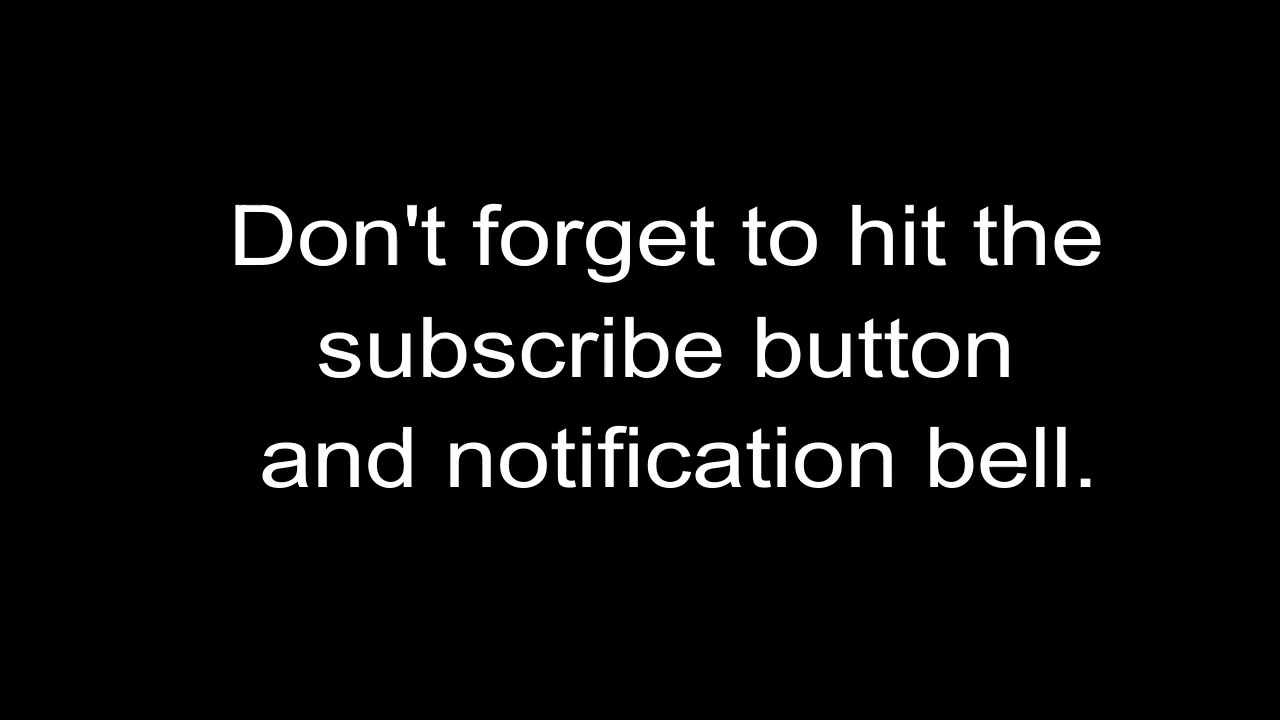 Don't forget to hit the
subscribe button
and notification bell.